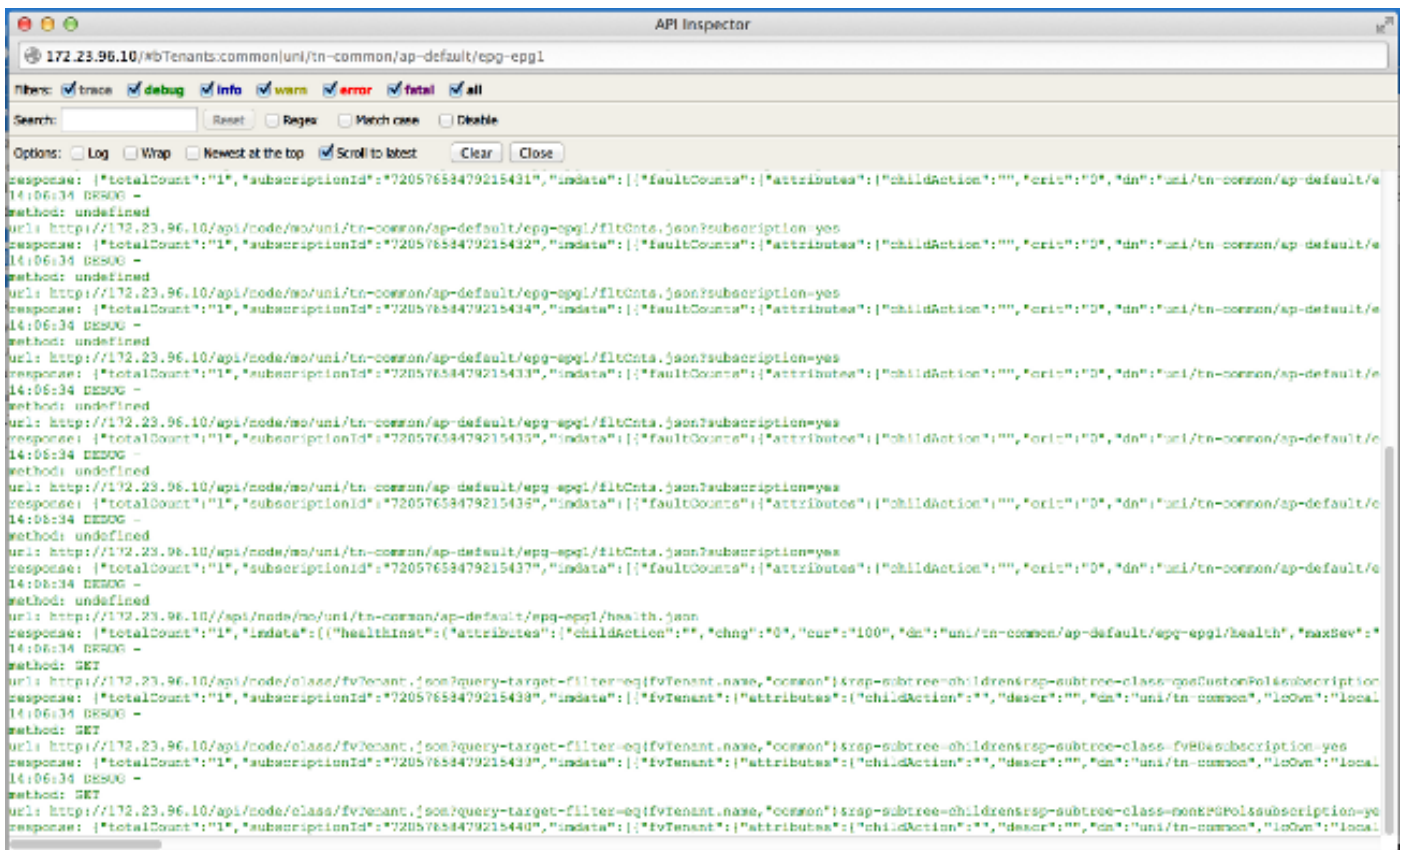 API Inspector
172.23.96.10/#bTenants:common|uni/tn-common/ap-default/epg-epg1
Filters: trace debug info warn error fatal all
Search: Reset Regex Match case Disable
Options: Log Wrap Newest at the top Scroll to latest Clear Close
response: {"totalCount":"1","subscriptionId":"72057658479215431","imdata":[{"faultCounts":{"attributes":{"childAction":"","crit":"0","dn":"uni/tn-common/ap-default/e
14:06:34 DEBUG -
method: undefined
url: http://172.23.96.10/api/node/mo/uni/tn-common/ap-default/epg-epg1/fltCnts.json?subscription=yes
response: {"totalCount":"1","subscriptionId":"72057658479215432","imdata":[{"faultCounts":{"attributes":{"childAction":"","crit":"0","dn":"uni/tn-common/ap-default/e
14:06:34 DEBUG -
method: undefined
url: http://172.23.96.10/api/node/mo/uni/tn-common/ap-default/epg-epg1/fltCnts.json?subscription=yes
response: {"totalCount":"1","subscriptionId":"72057658479215434","imdata":[{"faultCounts":{"attributes":{"childAction":"","crit":"0","dn":"uni/tn-common/ap-default/e
14:06:34 DEBUG -
method: undefined
url: http://172.23.96.10/api/node/mo/uni/tn-common/ap-default/epg-epg1/fltCnts.json?subscription=yes
response: {"totalCount":"1","subscriptionId":"72057658479215433","imdata":[{"faultCounts":{"attributes":{"childAction":"","crit":"0","dn":"uni/tn-common/ap-default/e
14:06:34 DEBUG -
method: undefined
url: http://172.23.96.10/api/node/mo/uni/tn-common/ap-default/epg-epg1/fltCnts.json?subscription=yes
response: {"totalCount":"1","subscriptionId":"72057658479215435","imdata":[{"faultCounts":{"attributes":{"childAction":"","crit":"0","dn":"uni/tn-common/ap-default/e
14:06:34 DEBUG -
method: undefined
url: http://172.23.96.10/api/node/mo/uni/tn-common/ap-default/epg-epg1/fltCnts.json?subscription=yes
response: {"totalCount":"1","subscriptionId":"72057658479215436","imdata":[{"faultCounts":{"attributes":{"childAction":"","crit":"0","dn":"uni/tn-common/ap-default/e
14:06:34 DEBUG -
method: undefined
url: http://172.23.96.10/api/node/mo/uni/tn-common/ap-default/epg-epg1/fltCnts.json?subscription=yes
response: {"totalCount":"1","subscriptionId":"72057658479215437","imdata":[{"faultCounts":{"attributes":{"childAction":"","crit":"0","dn":"uni/tn-common/ap-default/e
14:06:34 DEBUG -
method: undefined
url: http://172.23.96.10//api/node/mo/uni/tn-common/ap-default/epg-epg1/health.json
response: {"totalCount":"1","imdata":[{"healthInst":{"attributes":{"childAction":"","chng":"0","cur":"100","dn":"uni/tn-common/ap-default/epg-epg1/health","maxSev":"
14:06:34 DEBUG -
method: GET
url: http://172.23.96.10/api/node/class/fvTenant.json?query-target-filter=eq(fvTenant.name,"common")&rsp-subtree=children&rsp-subtree-class=qosCustomPol&subscription
response: {"totalCount":"1","subscriptionId":"72057658479215438","imdata":[{"fvTenant":{"attributes":{"childAction":"","descr":"","dn":"uni/tn-common","lcOwn":"local
14:06:34 DEBUG -
method: GET
url: http://172.23.96.10/api/node/class/fvTenant.json?query-target-filter=eq(fvTenant.name,"common")&rsp-subtree=children&rsp-subtree-class=fvBD&subscription=yes
response: {"totalCount":"1","subscriptionId":"72057658479215439","imdata":[{"fvTenant":{"attributes":{"childAction":"","descr":"","dn":"uni/tn-common","lcOwn":"local
14:06:34 DEBUG -
method: GET
url: http://172.23.96.10/api/node/class/fvTenant.json?query-target-filter=eq(fvTenant.name,"common")&rsp-subtree=children&rsp-subtree-class=monEPGPol&subscription=ye
response: {"totalCount":"1","subscriptionId":"72057658479215440","imdata":[{"fvTenant":{"attributes":{"childAction":"","descr":"","dn":"uni/tn-common","lcOwn":"local